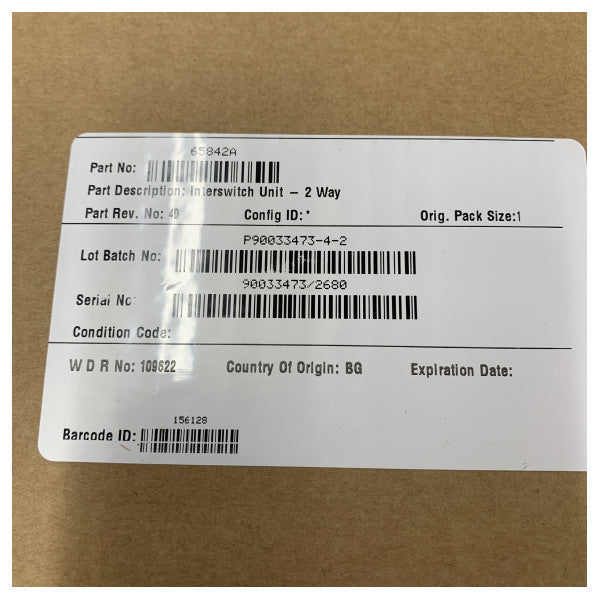 65842A
Part No:
Part Description: Interswitch Unit - 2 Way
Part Rev. No: 4D Config ID: * Orig. Pack Size:1
P90033473-4-2
Lot Batch No:
90033473/2680
Serial No:
Condition Code:
W D R No: 109622 Country Of Origin: BG Expiration Date:
156128
Barcode ID: